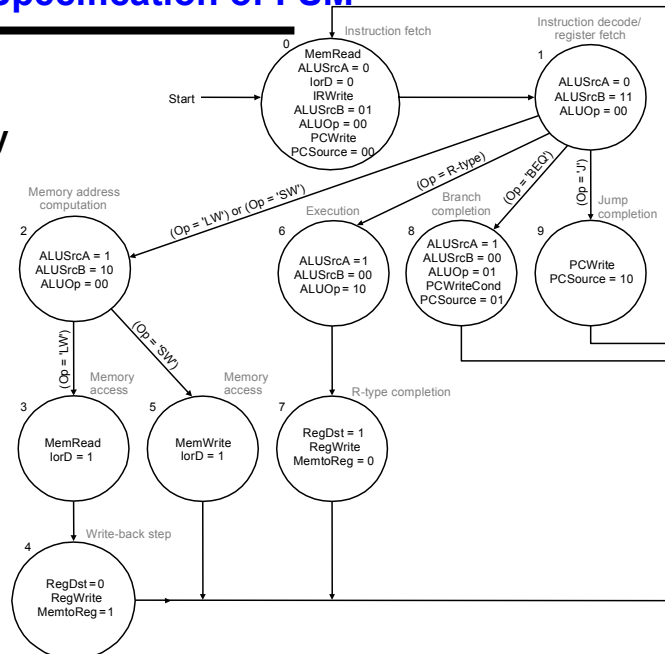 Specification of FSM
Instruction fetch
0
MemRead
ALUSrcA = 0
IorD = 0
IRWrite
ALUSrcB = 01
ALUOp = 00
PCWrite
PCSource = 00
Start
Instruction decode/
register fetch
1
ALUSrcA = 0
ALUSrcB = 11
ALUOp = 00
y
(Op = 'LW') or (Op = 'SW')
(Op = R-type)
(Op = 'BEQ')
(Op = 'J')
Memory address
computation
2
ALUSrcA = 1
ALUSrcB = 10
ALUOp = 00
Execution
6
ALUSrcA =1
ALUSrcB = 00
ALUOp= 10
Branch
completion
8
ALUSrcA = 1
ALUSrcB = 00
ALUOp = 01
PCWriteCond
PCSource = 01
Jump
completion
9
PCWrite
PCSource = 10
(Op = 'LW')
(Op = 'SW')
Memory
access
3
MemRead
IorD = 1
Memory
access
5
MemWrite
IorD = 1
R-type completion
7
RegDst = 1
RegWrite
MemtoReg = 0
Write-back step
4
RegDst=0
RegWrite
MemtoReg=1